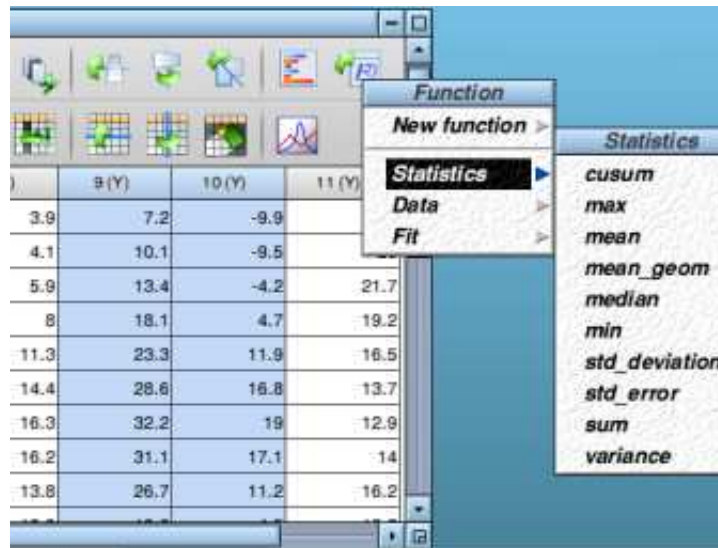 Function
New function
Statistics
Data
Fit
Statistics
cusum
max
mean
mean_geom
median
min
std_deviation
std_error
sum
variance
9 (Y) 10 (Y) 11 (Y)
3.9 7.2 -9.9
4.1 10.1 -9.5
5.9 13.4 -4.2 21.7
8 18.1 4.7 19.2
11.3 23.3 11.9 16.5
14.4 28.6 16.8 13.7
16.3 32.2 19 12.9
16.2 31.1 17.1 14
13.8 26.7 11.2 16.2